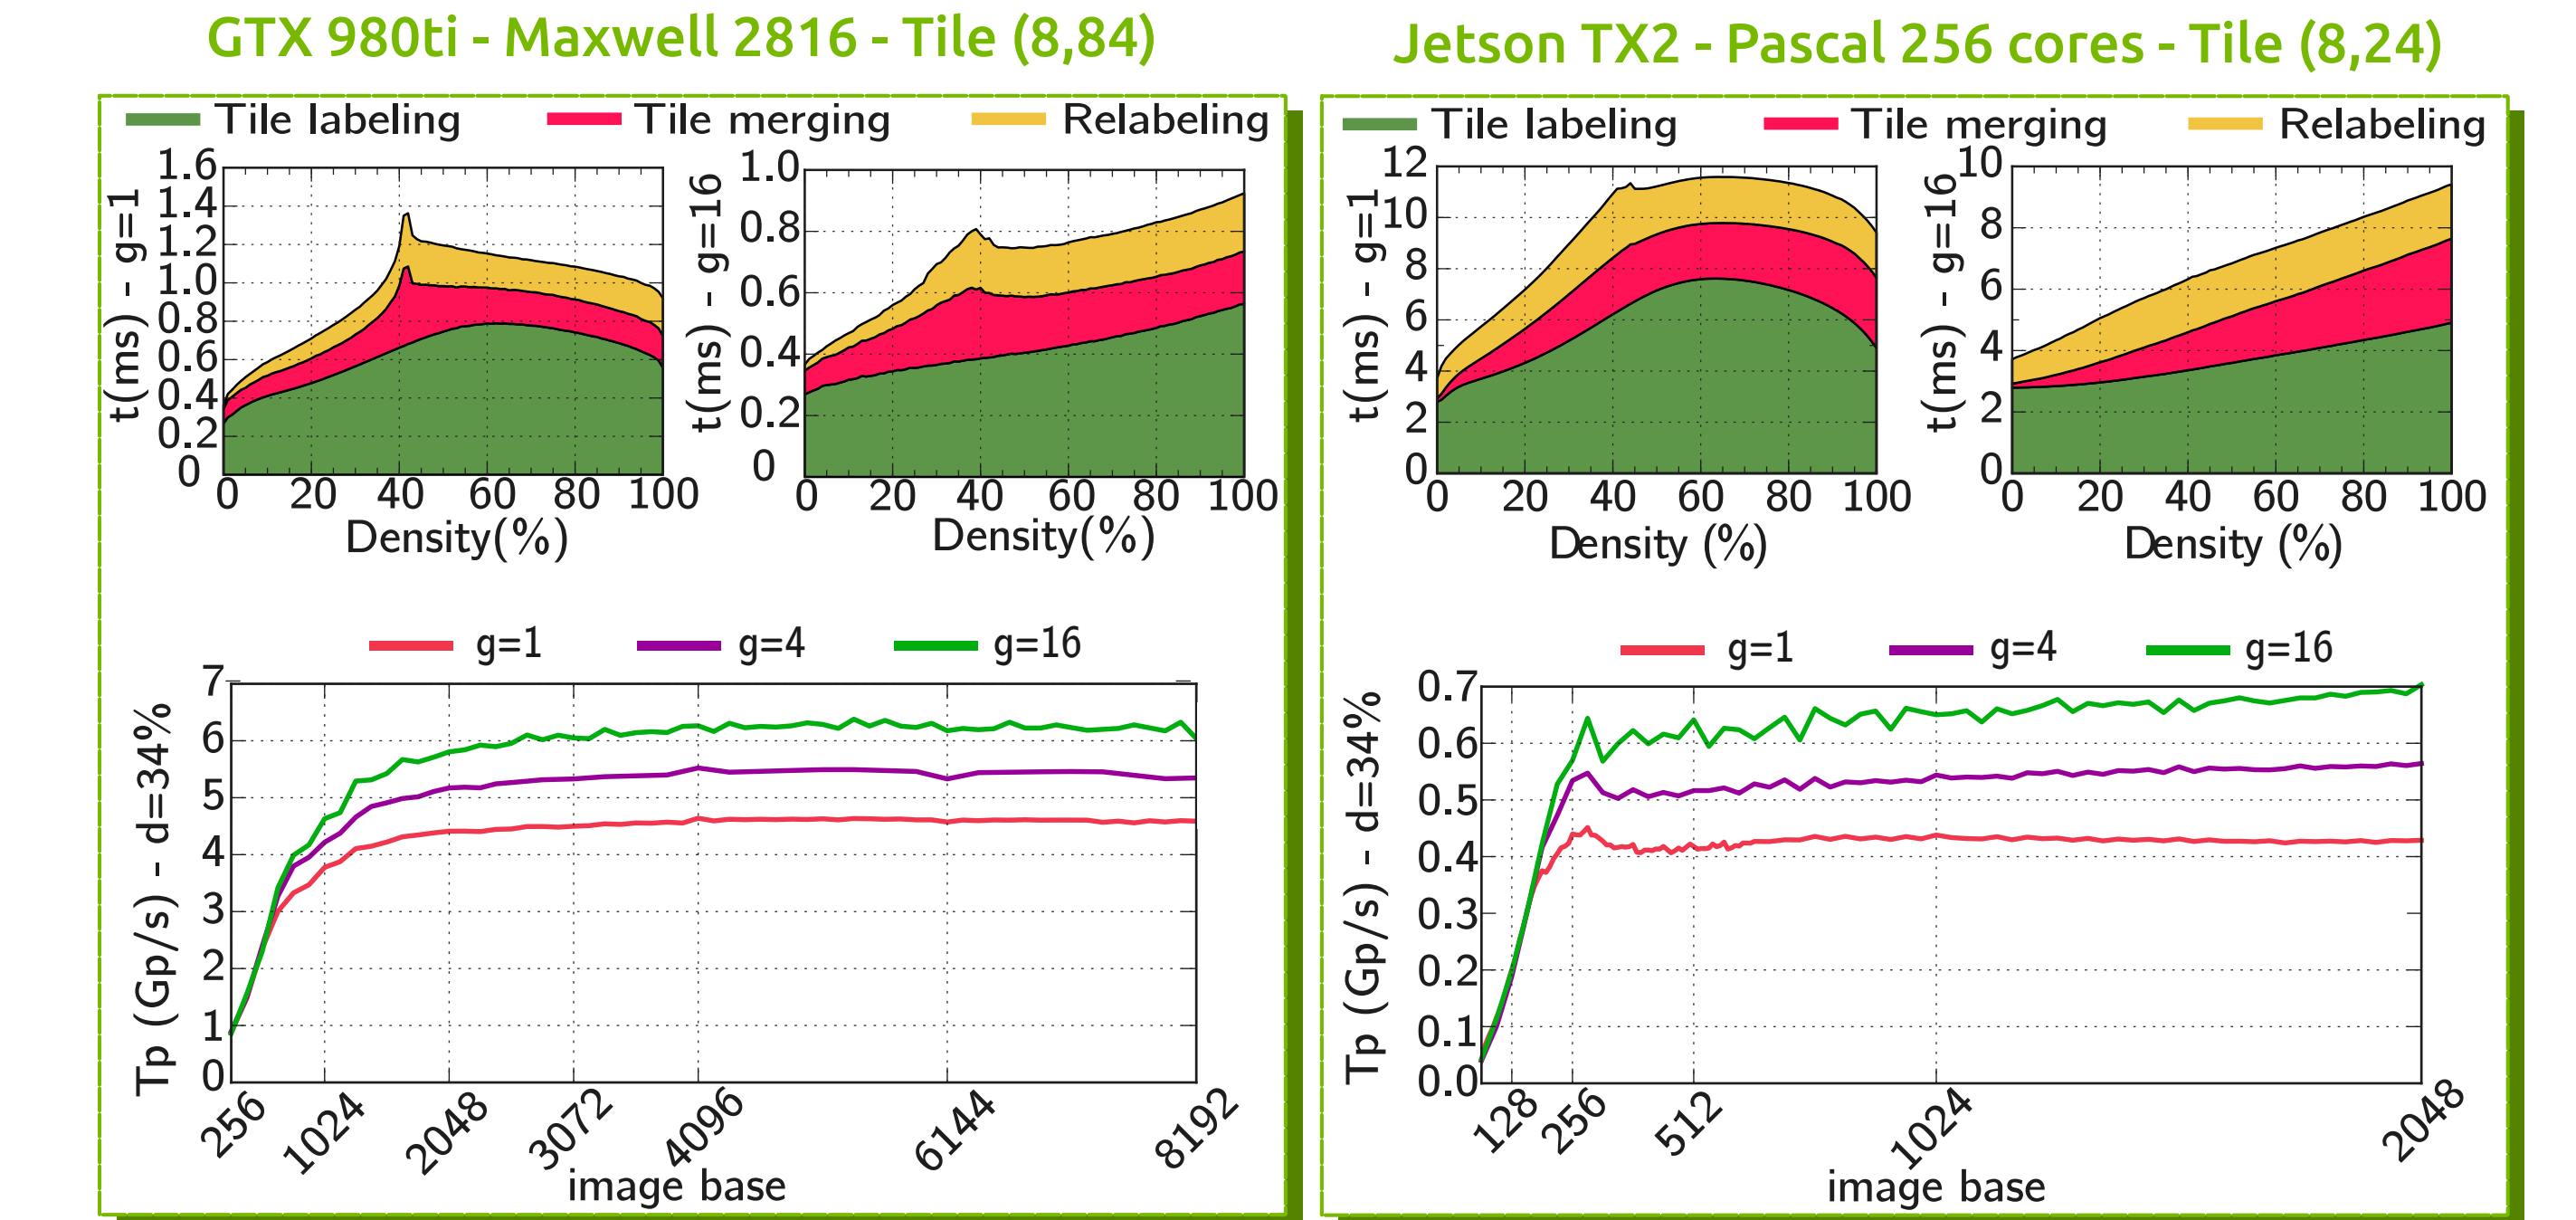 GTX 980ti - Maxwell 2816 - Tile (8,84)
Tile labeling Tile merging Relabeling
t(ms) - g=1
1.6
1.4
1.2
1.0
0.8
0.6
0.4
0.2
0
0 20 40 60 80 100
Density(%)
t(ms) - g=16
1.0
0.8
0.6
0.4
0.2
0
0 20 40 60 80 100
Density(%)
g=1 g=4 g=16
Tp (Gp/s) - d=34%
7
6
5
4
3
2
1
0
256 1024 2048 3072 4096 6144 8192
image base
Jetson TX2 - Pascal 256 cores - Tile (8,24)
Tile labeling Tile merging Relabeling
t(ms) - g=1
12
10
8
6
4
2
0
0 20 40 60 80 100
Density (%)
t(ms) - g=16
10
8
6
4
2
0
0 20 40 60 80 100
Density (%)
g=1 g=4 g=16
Tp (Gp/s) - d=34%
0.7
0.6
0.5
0.4
0.3
0.2
0.1
0.0
128 256 512 1024 2048
image base